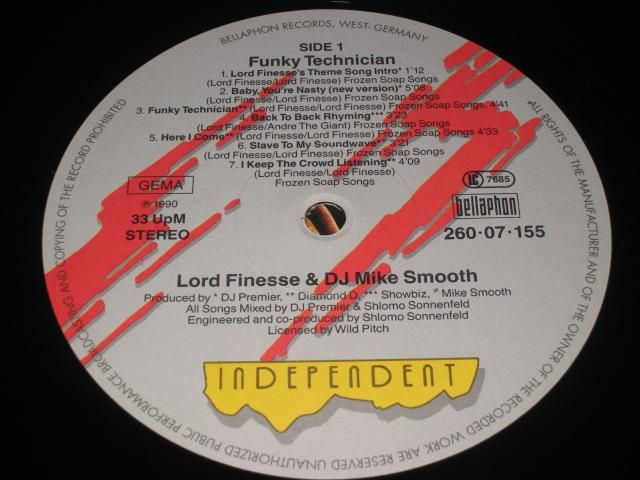 BELLAPHON RECORDS, WEST-GERMANY
SIDE 1
Funky Technician
1. Lord Finesse's Theme Song Intro* 1'12
(Lord Finesse/Lord Finesse) Frozen Soap Songs
2. Baby, You're Nasty (new version)* 5'08
(Lord Finesse/Lord Finesse) Frozen Soap Songs
3. Funky Technician** (Lord Finesse/Lord Finesse) Frozen Soap Songs. 4'41
4. Back To Back Rhyming*** 3'23
(Lord Finesse/Andre The Giant) Frozen Soap Songs
5. Here I Come** (Lord Finesse/Lord Finesse) Frozen Soap Songs 4'33
6. Slave To My Soundwave* 3'21
(Lord Finesse/Lord Finesse) Frozen Soap Songs
7. I Keep The Crowd Listening** 4'09
(Lord Finesse/Lord Finesse)
Frozen Soap Songs
GEMA
℗ 1990
33 UpM
STEREO
LC 7685
bellaphon
260·07·155
Lord Finesse & DJ Mike Smooth
Produced by * DJ Premier, ** Diamond D, *** Showbiz, # Mike Smooth
All Songs Mixed by DJ Premier & Shlomo Sonnenfeld
Engineered and co-produced by Shlomo Sonnenfeld
Licensed by Wild Pitch
INDEPENDENT
ALL RIGHTS OF THE MANUFACTURER AND OF THE OWNER OF THE RECORDED WORK ARE RESERVED UNAUTHORIZED PUBLIC PERFORMANCE BROADCASTING AND COPYING OF THE RECORD PROHIBITED